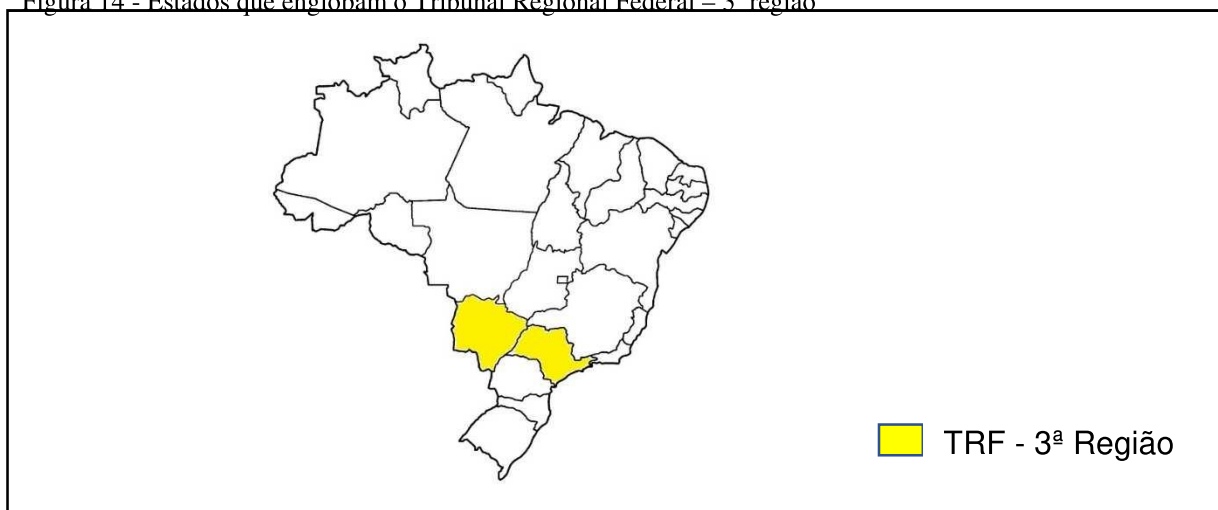 Figura 14 - Estados que englobam o Tribunal Regional Federal – 3ª região
TRF - 3ª Região